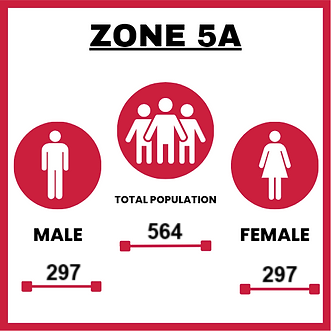 ZONE 5A
TOTAL POPULATION
564
MALE
297
FEMALE
297